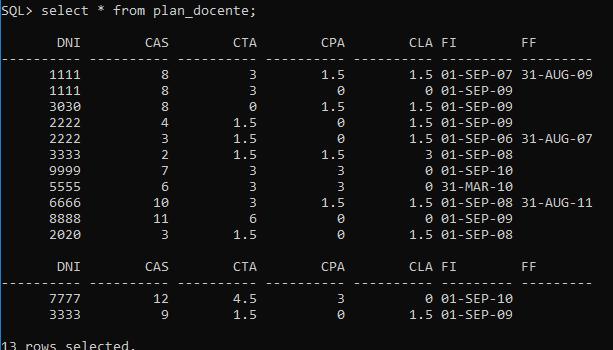 SQL> select * from plan_docente;

       DNI        CAS        CTA        CPA        CLA FI        FF
---------- ---------- ---------- ---------- ---------- --------- ---------
      1111          8          3        1.5        1.5 01-SEP-07 31-AUG-09
      1111          8          3          0          0 01-SEP-09
      3030          8          0        1.5        1.5 01-SEP-09
      2222          4        1.5          0        1.5 01-SEP-09
      2222          3        1.5          0        1.5 01-SEP-06 31-AUG-07
      3333          2        1.5        1.5          3 01-SEP-08
      9999          7          3          3          0 01-SEP-10
      5555          6          3          3          0 31-MAR-10
      6666         10          3        1.5        1.5 01-SEP-08 31-AUG-11
      8888         11          6          0          0 01-SEP-09
      2020          3        1.5          0        1.5 01-SEP-08

       DNI        CAS        CTA        CPA        CLA FI        FF
---------- ---------- ---------- ---------- ---------- --------- ---------
      7777         12        4.5          3          0 01-SEP-10
      3333          9        1.5          0        1.5 01-SEP-09

13 rows selected.